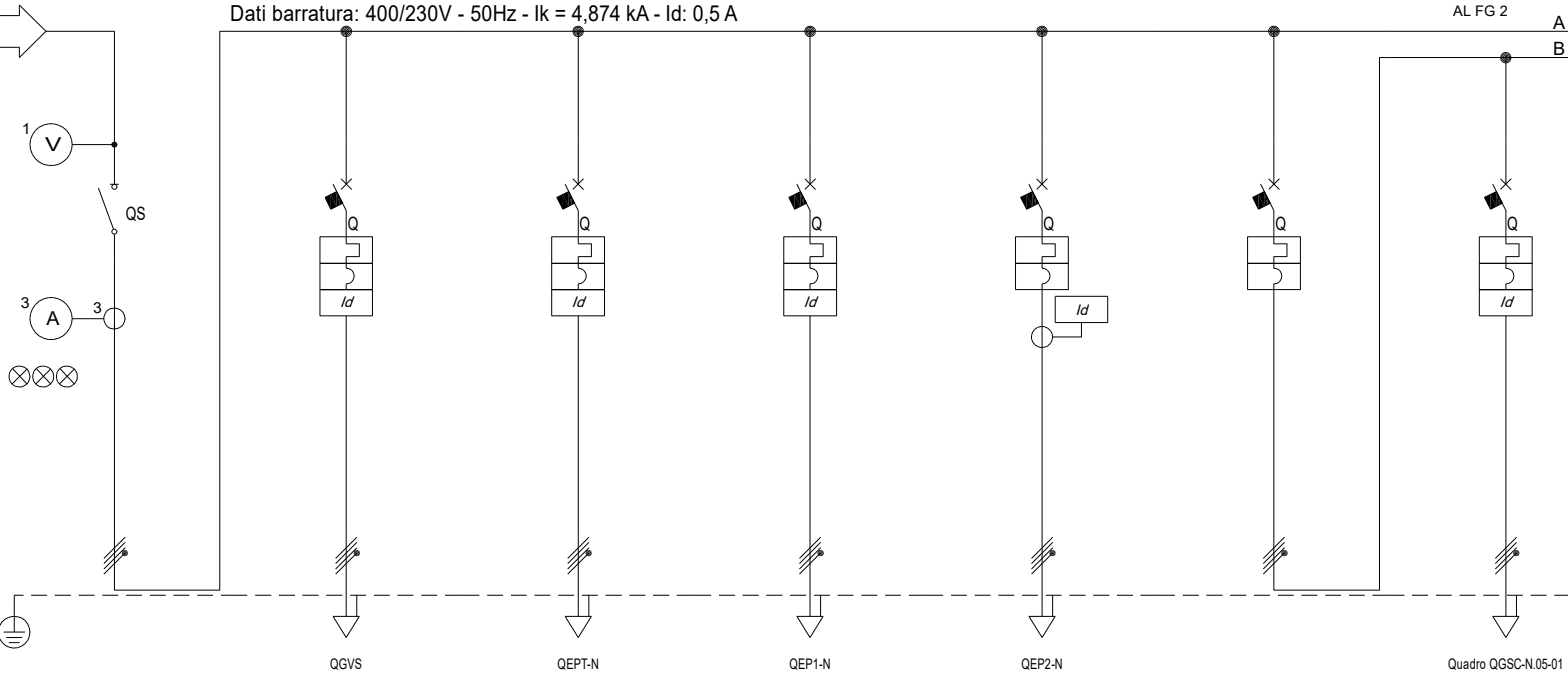 Dati barratura: 400/230V - 50Hz - Ik = 4,874 kA - Id: 0,5 A
AL FG 2
A
B
1
V
QS
Q
Q
Q
Q
Q
Q
3
A
3
Id
Id
Id
Id
Id
QGVS
QEPT-N
QEP1-N
QEP2-N
Quadro QGSC-N.05-01